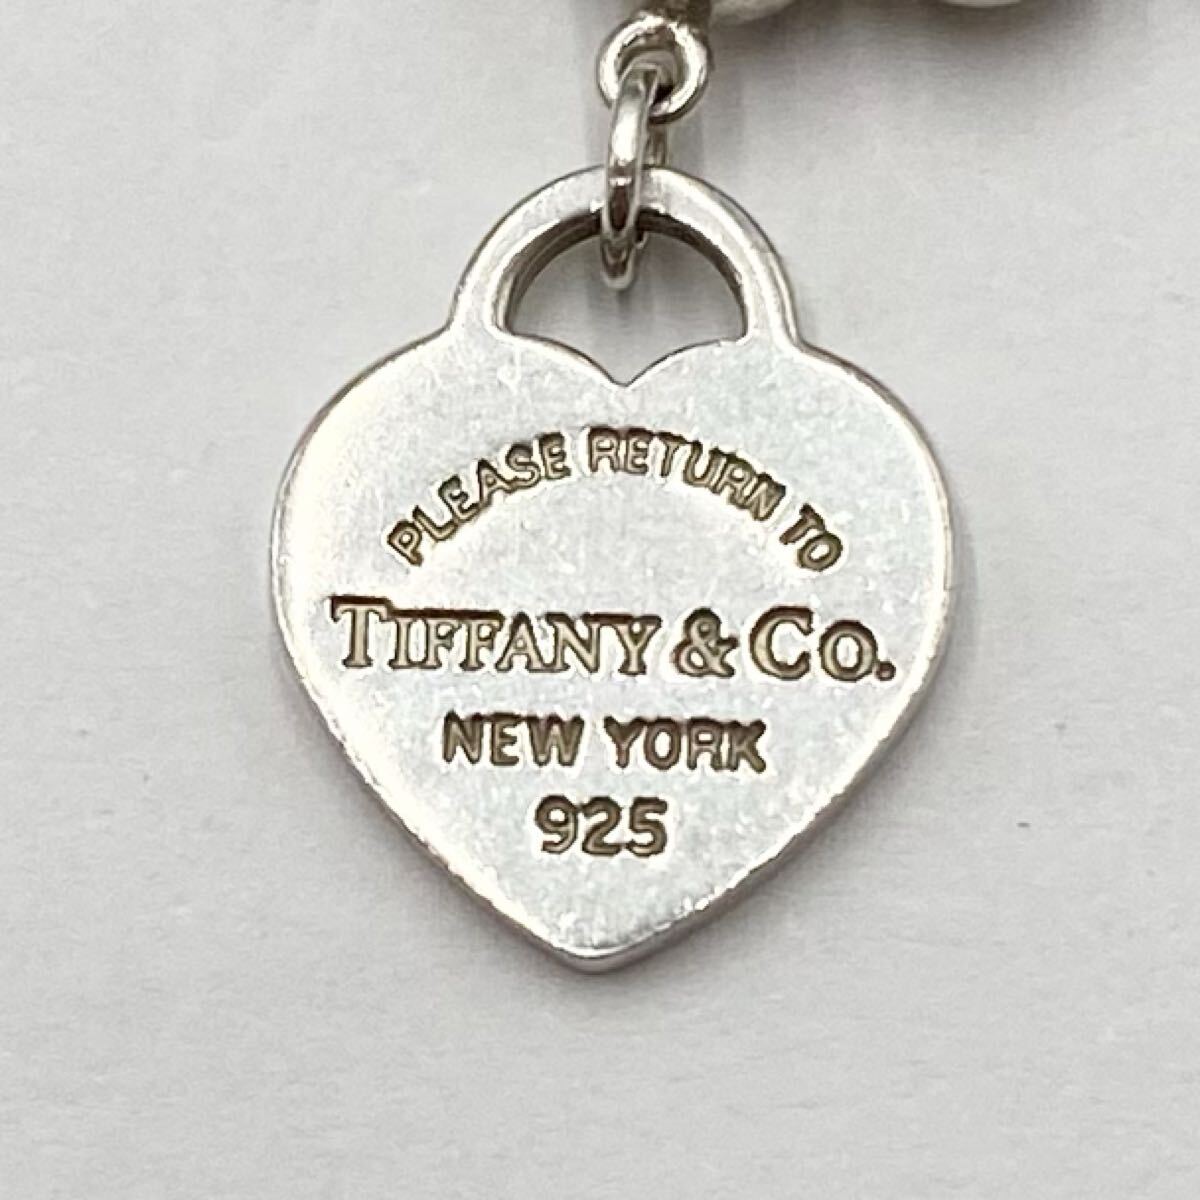 PLEASE RETURN TO
TIFFANY & CO.
NEW YORK
925